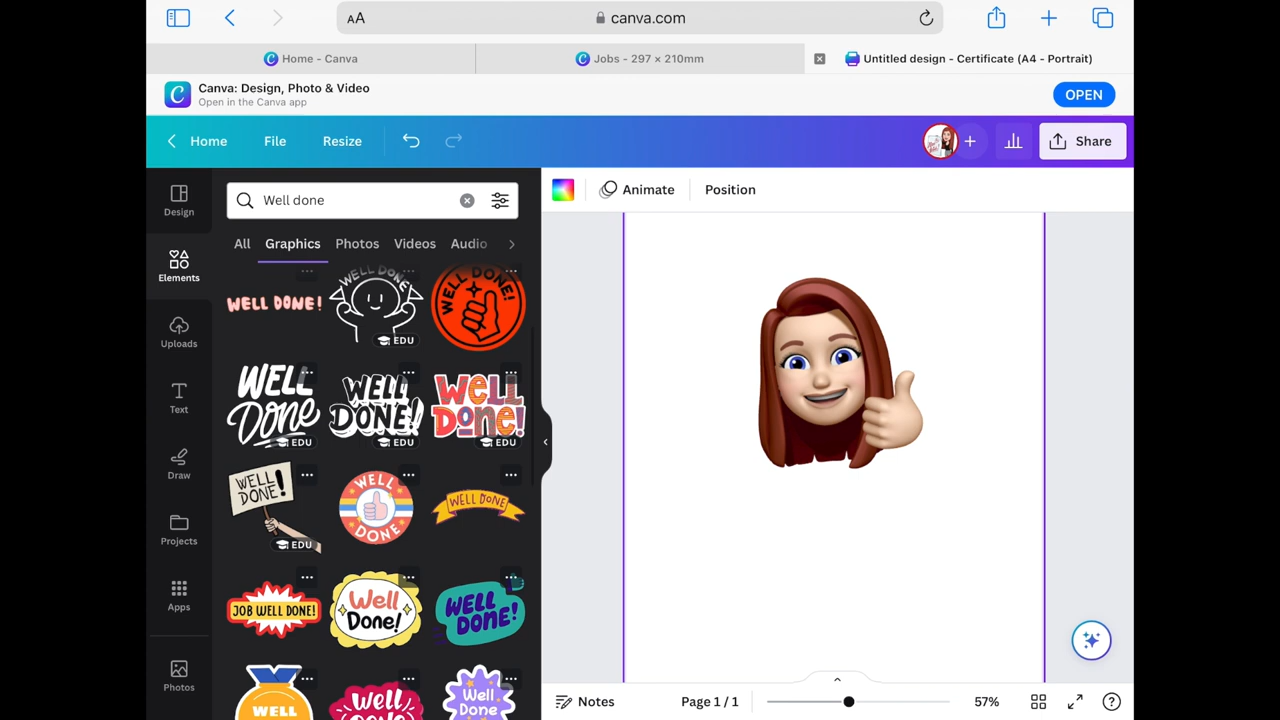 AA canva.com
Home - Canva
Jobs - 297 × 210mm
Untitled design - Certificate (A4 - Portrait)
C
Canva: Design, Photo & Video
Open in the Canva app
OPEN
Home
File
Resize
Share
Design
Elements
Uploads
Text
Draw
Projects
Apps
Photos
Well done
All
Graphics
Photos
Videos
Audio
WELL DONE!
WELL DONE
EDU
WELL DONE!
WELL
Done
EDU
WELL
DONE!
EDU
Well
Done!
EDU
WELL
DONE!
EDU
WELL
DONE
WELL DONE
JOB WELL DONE!
Well
Done!
WELL
DONE!
WELL
Well
Well
Done
Animate
Position
Notes
Page 1 / 1
57%
?